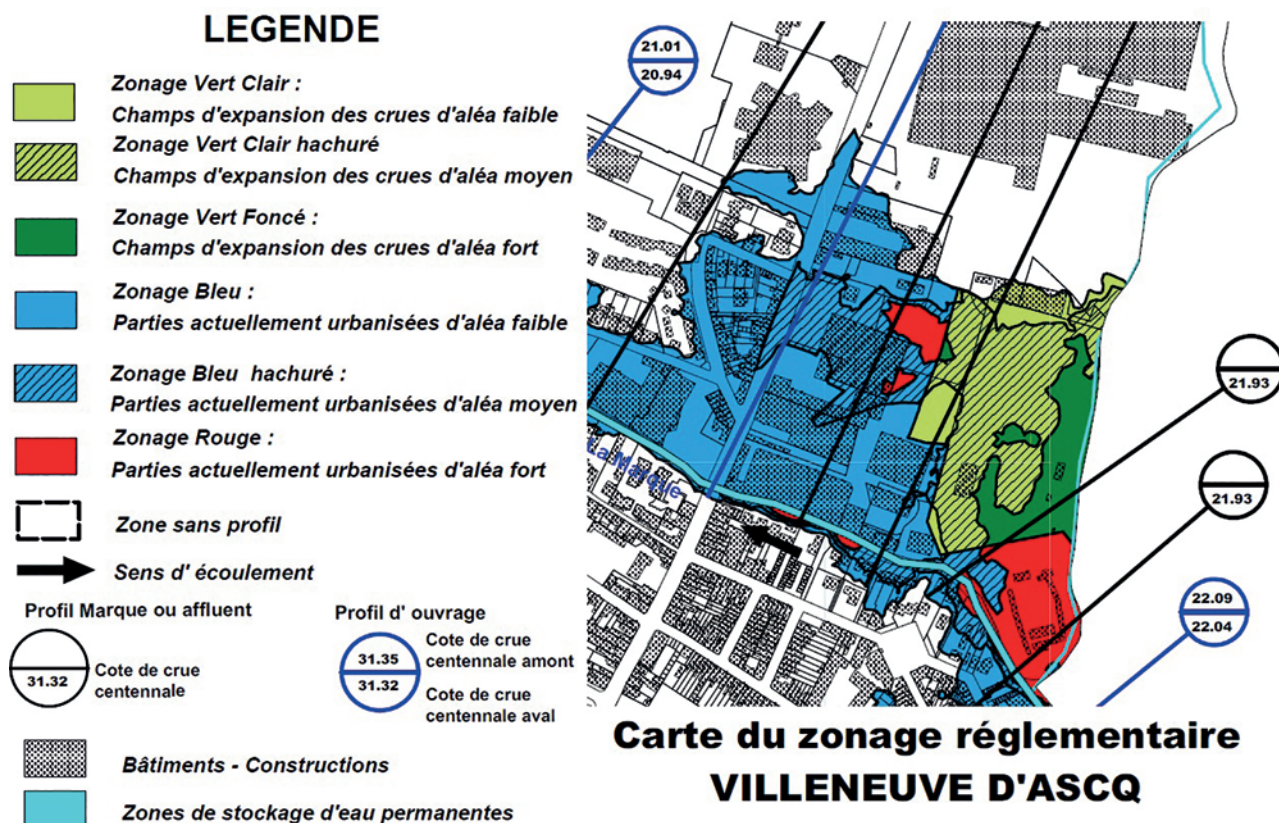 LEGENDE
Zonage Vert Clair :
Champs d'expansion des crues d'aléa faible
Zonage Vert Clair hachuré
Champs d'expansion des crues d'aléa moyen
Zonage Vert Foncé :
Champs d'expansion des crues d'aléa fort
Zonage Bleu :
Parties actuellement urbanisées d'aléa faible
Zonage Bleu hachuré :
Parties actuellement urbanisées d'aléa moyen
Zonage Rouge :
Parties actuellement urbanisées d'aléa fort
Zone sans profil
Sens d' écoulement
Profil Marque ou affluent
31.32
Cote de crue
centennale
Profil d' ouvrage
31.35
31.32
Cote de crue
centennale amont
Cote de crue
centennale aval
Bâtiments - Constructions
Zones de stockage d'eau permanentes
21.01
20.94
La Marque
21.93
21.93
22.09
22.04
Carte du zonage réglementaire
VILLENEUVE D'ASCQ